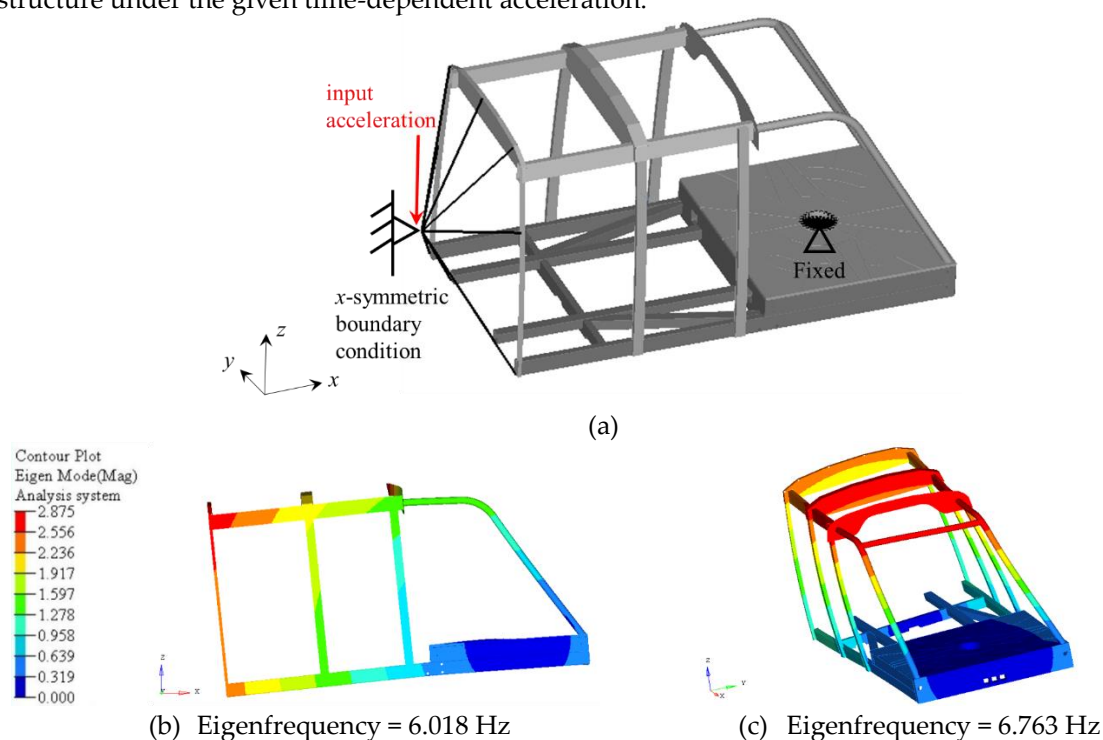 structure under the given time-dependent acceleration.
input
acceleration
Fixed
x-symmetric
boundary
condition
z
y
x
(a)
Contour Plot
Eigen Mode(Mag)
Analysis system
2.875
2.556
2.236
1.917
1.597
1.278
0.958
0.639
0.319
0.000
z
x
z
y
x
(b) Eigenfrequency = 6.018 Hz
(c) Eigenfrequency = 6.763 Hz